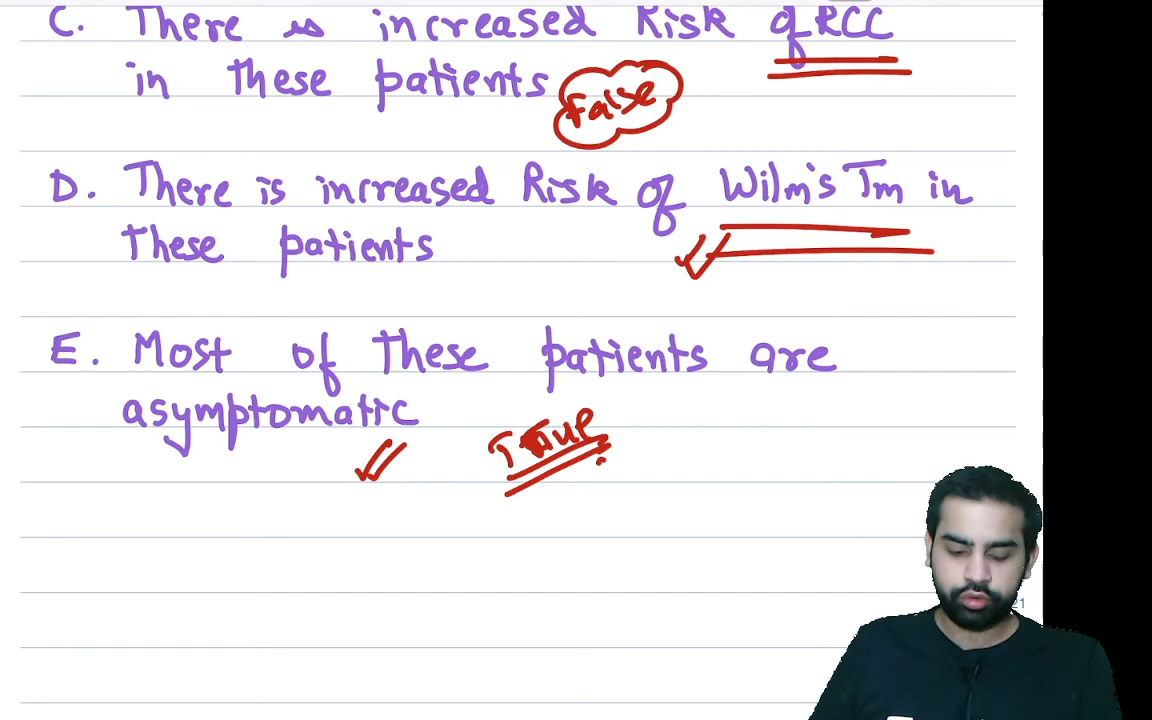 C. There is increased Risk of RCC
in these patients False
D. There is increased Risk of Wilm's Tm in
these patients
E. Most of these patients are
asymptomatic
True
21